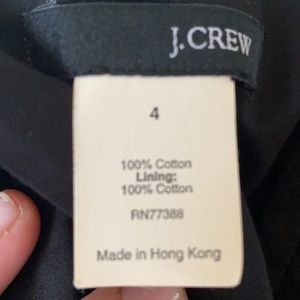 J.CREW
4
100% Cotton
Lining:
100% Cotton
RN77388
Made in Hong Kong